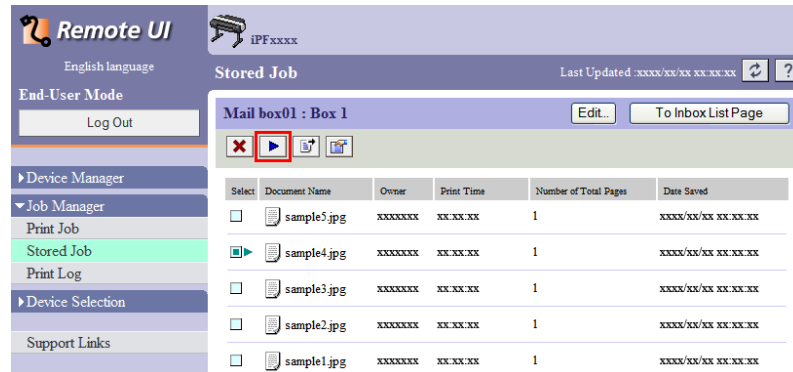 Remote UI
iPFxxxx
English language
Stored Job
Last Updated :xxxx/xx/xx xx:xx:xx
?
End-User Mode
Log Out
Mail box01 : Box 1
Edit...
To Inbox List Page
Device Manager
Job Manager
Print Job
Stored Job
Print Log
Device Selection
Support Links
Select Document Name Owner Print Time Number of Total Pages Date Saved
sample5.jpg xxxxxxx xx:xx:xx 1 xxxx/xx/xx xx:xx:xx
sample4.jpg xxxxxxx xx:xx:xx 1 xxxx/xx/xx xx:xx:xx
sample3.jpg xxxxxxx xx:xx:xx 1 xxxx/xx/xx xx:xx:xx
sample2.jpg xxxxxxx xx:xx:xx 1 xxxx/xx/xx xx:xx:xx
sample1.jpg xxxxxxx xx:xx:xx 1 xxxx/xx/xx xx:xx:xx